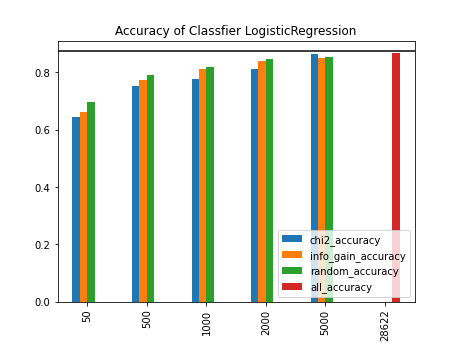 Accuracy of Classfier LogisticRegression
0.8
0.6
0.4
0.2
0.0
chi2_accuracy
info_gain_accuracy
random_accuracy
all_accuracy
50
500
1000
2000
5000
28622